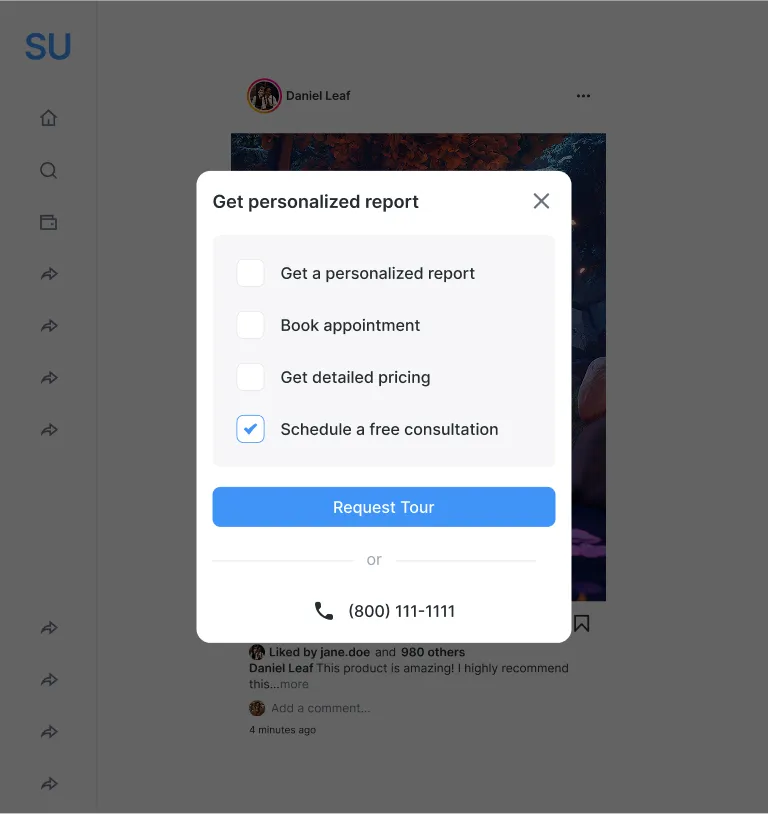 SU
Daniel Leaf
Get personalized report
Get a personalized report
Book appointment
Get detailed pricing
Schedule a free consultation
Request Tour
or
(800) 111-1111
Liked by jane.doe and 980 others
Daniel Leaf This product is amazing! I highly recommend
this...more
Add a comment...
4 minutes ago